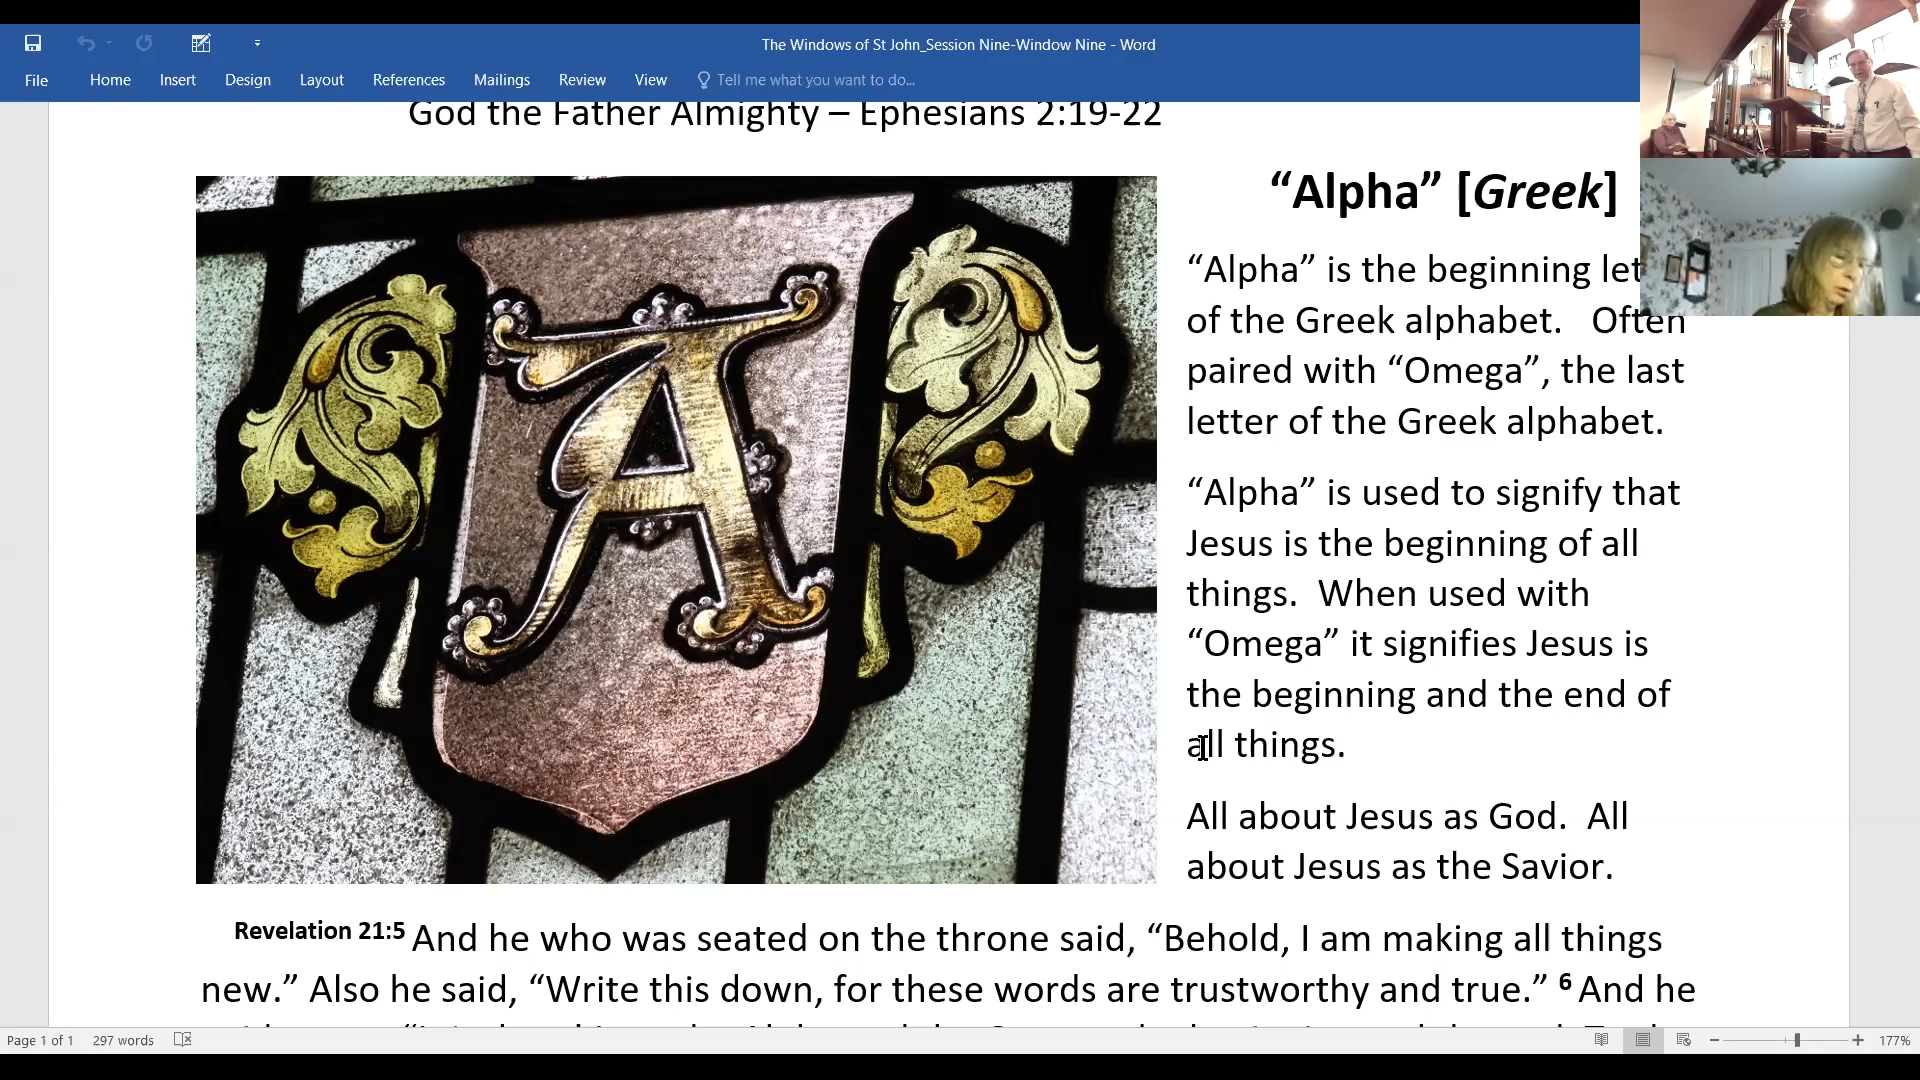 The Windows of St John_Session Nine-Window Nine - Word
File Home Insert Design Layout References Mailings Review View Tell me what you want to do...
God the Father Almighty – Ephesians 2:19-22
“Alpha” [Greek]
“Alpha” is the beginning
of the Greek alphabet. Often
paired with “Omega”, the last
letter of the Greek alphabet.
“Alpha” is used to signify that
Jesus is the beginning of all
things. When used with
“Omega” it signifies Jesus is
the beginning and the end of
all things.
All about Jesus as God. All
about Jesus as the Savior.
A
Revelation 21:5 And he who was seated on the throne said, “Behold, I am making all things
new.” Also he said, “Write this down, for these words are trustworthy and true.” 6 And he
Page 1 of 1 297 words 177%